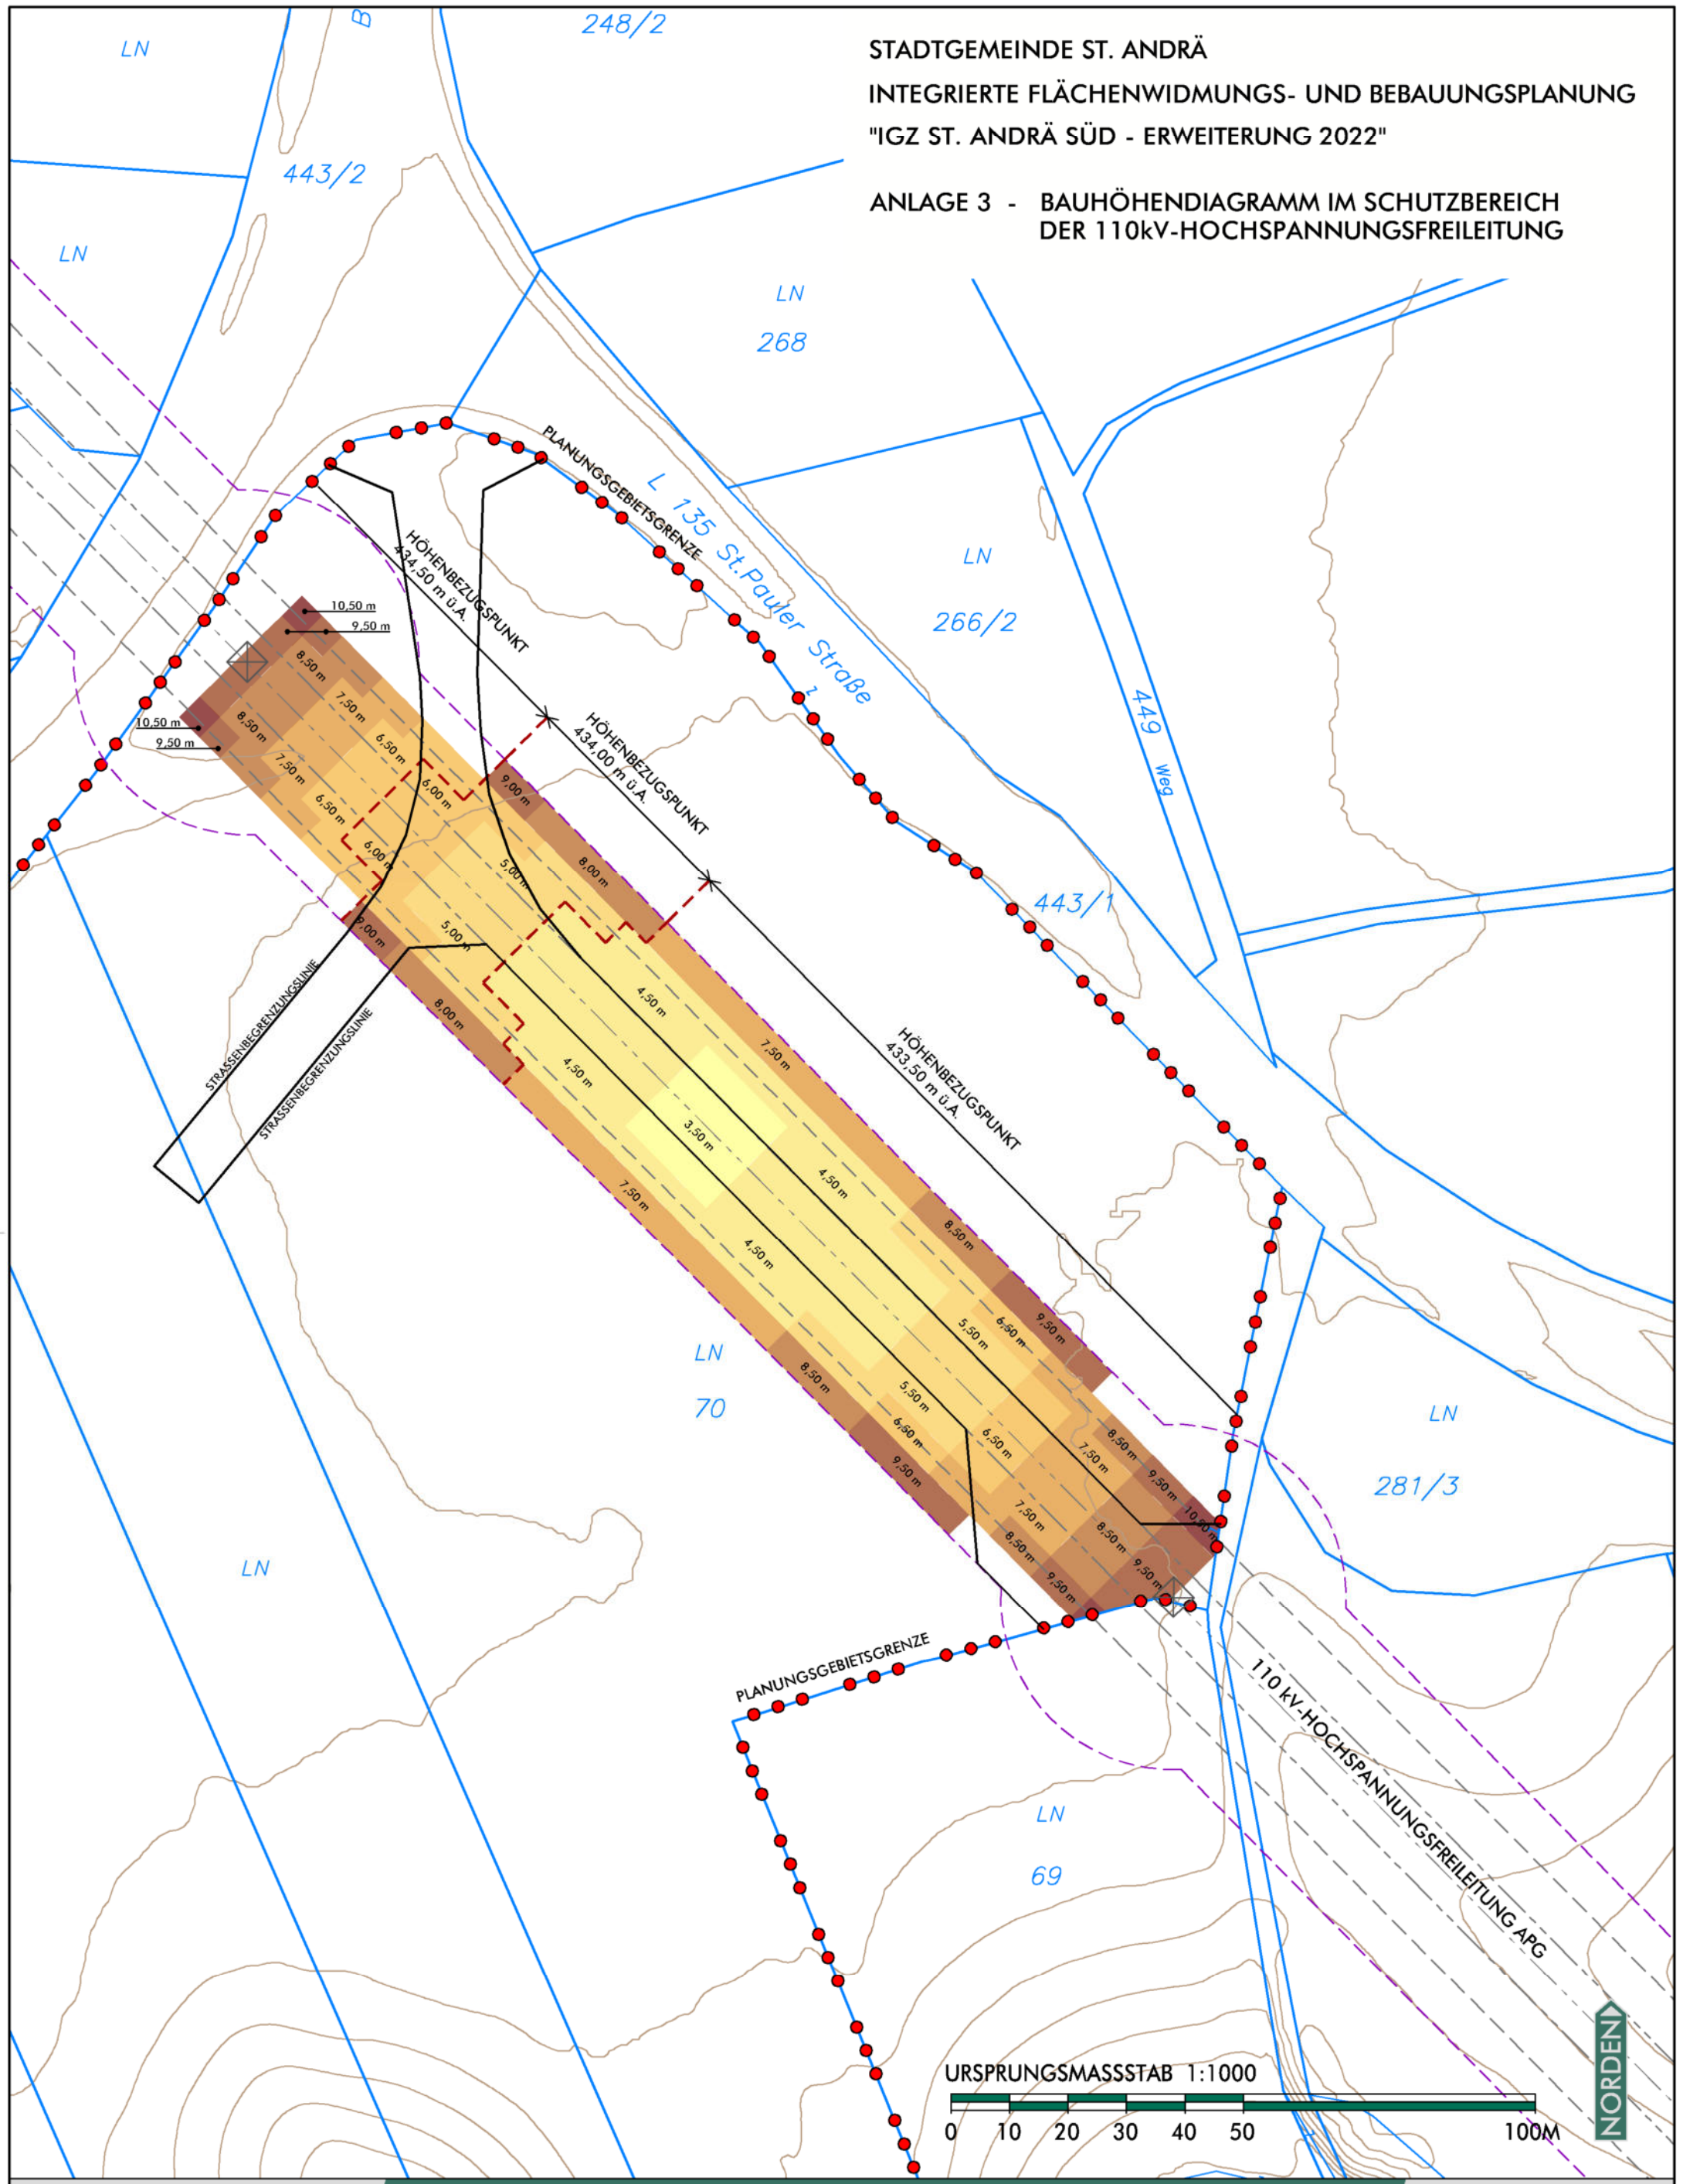 STADTGEMEINDE ST. ANDRÄ
INTEGRIERTE FLÄCHENWIDMUNGS- UND BEBAUUNGSPLANUNG
"IGZ ST. ANDRÄ SÜD - ERWEITERUNG 2022"
ANLAGE 3 - BAUHÖHENDIAGRAMM IM SCHUTZBEREICH
DER 110kV-HOCHSPANNUNGSFREILEITUNG
LN
B
248/2
443/2
LN
LN
268
PLANUNGSGEBIETSGRENZE
L 135 St.Pauler Straße
LN
266/2
449 Weg
443/1
HÖHENBEZUGSPUNKT
434,50 m ü.A.
HÖHENBEZUGSPUNKT
434,00 m ü.A.
HÖHENBEZUGSPUNKT
433,50 m ü.A.
10,50 m
9,50 m
8,50 m
7,50 m
6,50 m
6,00 m
9,00 m
5,00 m
8,00 m
10,50 m
9,50 m
8,50 m
7,50 m
6,50 m
6,00 m
9,00 m
5,00 m
8,00 m
4,50 m
7,50 m
4,50 m
3,50 m
4,50 m
7,50 m
4,50 m
8,50 m
9,50 m
6,50 m
5,50 m
8,50 m
5,50 m
6,50 m
9,50 m
6,50 m
7,50 m
8,50 m
9,50 m
10,50 m
7,50 m
8,50 m
8,50 m
9,50 m
9,50 m
STRASSENBEGRENZUNGSLINIE
STRASSENBEGRENZUNGSLINIE
LN
70
LN
281/3
LN
PLANUNGSGEBIETSGRENZE
110 kV-HOCHSPANNUNGSFREILEITUNG APG
LN
69
URSPRUNGSMASSSTAB 1:1000
0 10 20 30 40 50 100M
NORDEN